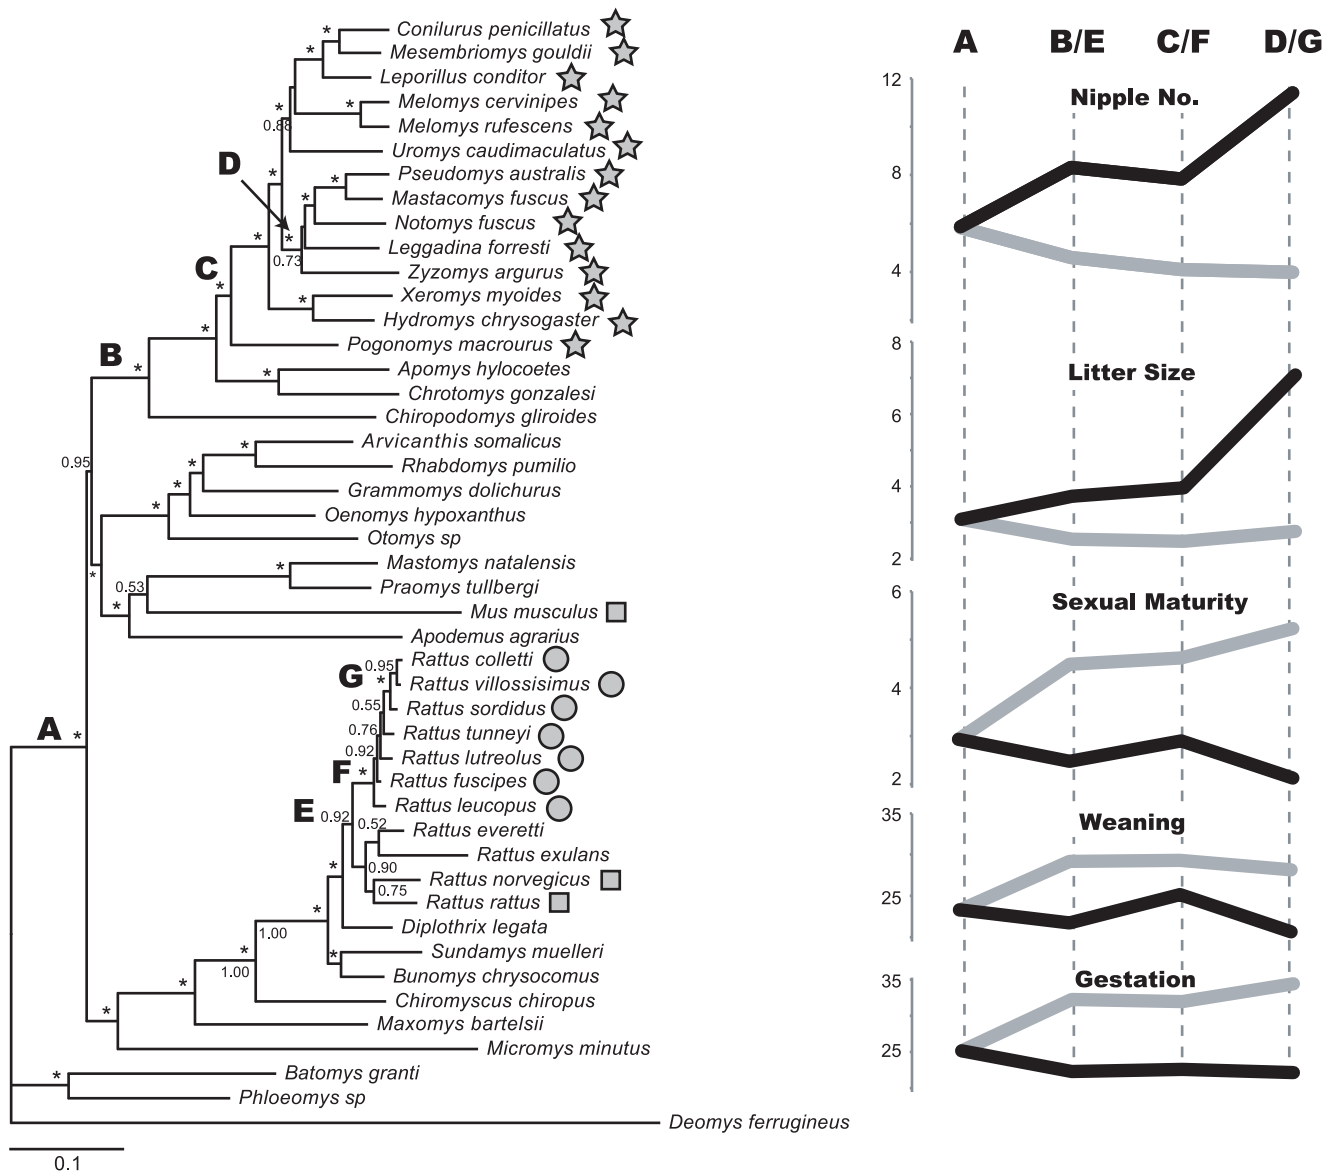 Conilurus penicillatus
*
*
Mesembriomys gouldii
Leporillus conditor
*
*
Melomys cervinipes
0.88
Melomys rufescens
Uromys caudimaculatus
D
*
*
Pseudomys australis
*
Mastacomys fuscus
Notomys fuscus
*
*
Leggadina forresti
0.73
Zyzomys argurus
C
*
*
Xeromys myoides
Hydromys chrysogaster
*
Pogonomys macrourus
B
*
*
Apomys hylocoetes
Chrotomys gonzalesi
Chiropodomys gliroides
*
Arvicanthis somalicus
0.95
*
Rhabdomys pumilio
*
Grammomys dolichurus
*
Oenomys hypoxanthus
Otomys sp
*
*
Mastomys natalensis
0.53
Praomys tullbergi
*
Mus musculus
Apodemus agrarius
0.95
Rattus colletti
G
*
Rattus villossisimus
0.55
Rattus sordidus
A
*
0.76
Rattus tunneyi
0.92
Rattus lutreolus
F
*
Rattus fuscipes
E
Rattus leucopus
0.92
0.52
Rattus everetti
*
0.90
Rattus exulans
0.75
Rattus norvegicus
*
Rattus rattus
1.00
Diplothrix legata
*
*
Sundamys muelleri
1.00
Bunomys chrysocomus
*
Chiromyscus chiropus
*
Maxomys bartelsii
Micromys minutus
*
Batomys granti
Phloeomys sp
Deomys ferrugineus
0.1
A B/E C/F D/G
Nipple No.
12
8
4
Litter Size
8
6
4
2
Sexual Maturity
6
4
2
Weaning
35
25
Gestation
35
25